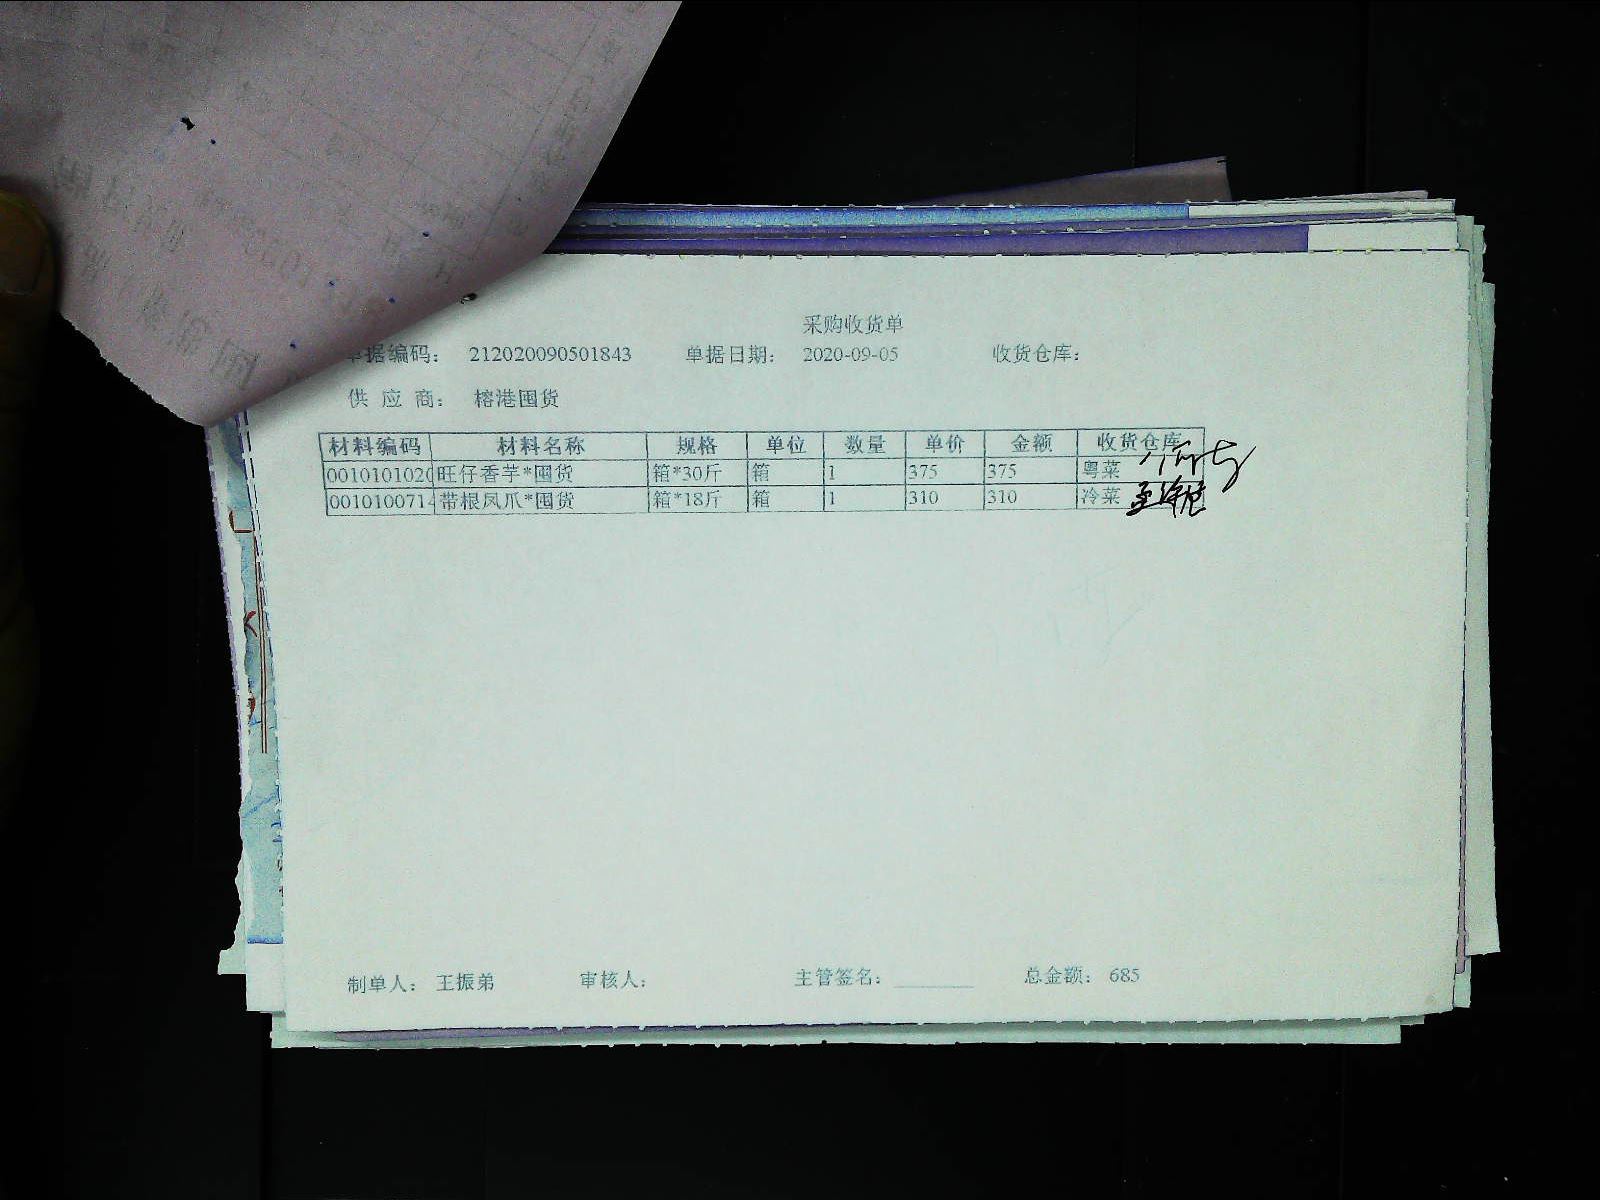 采购收货单
单据编码： 212020090501843 单据日期： 2020-09-05 收货仓库：
供 应 商： 榕港囤货
材料编码 材料名称 规格 单位 数量 单价 金额 收货仓库
0010101020 旺仔香芋*囤货 箱*30斤 箱 1 375 375 粤菜
0010100714 带根凤爪*囤货 箱*18斤 箱 1 310 310 冷菜
制单人： 王振弟 审核人： 主管签名： 总金额： 685